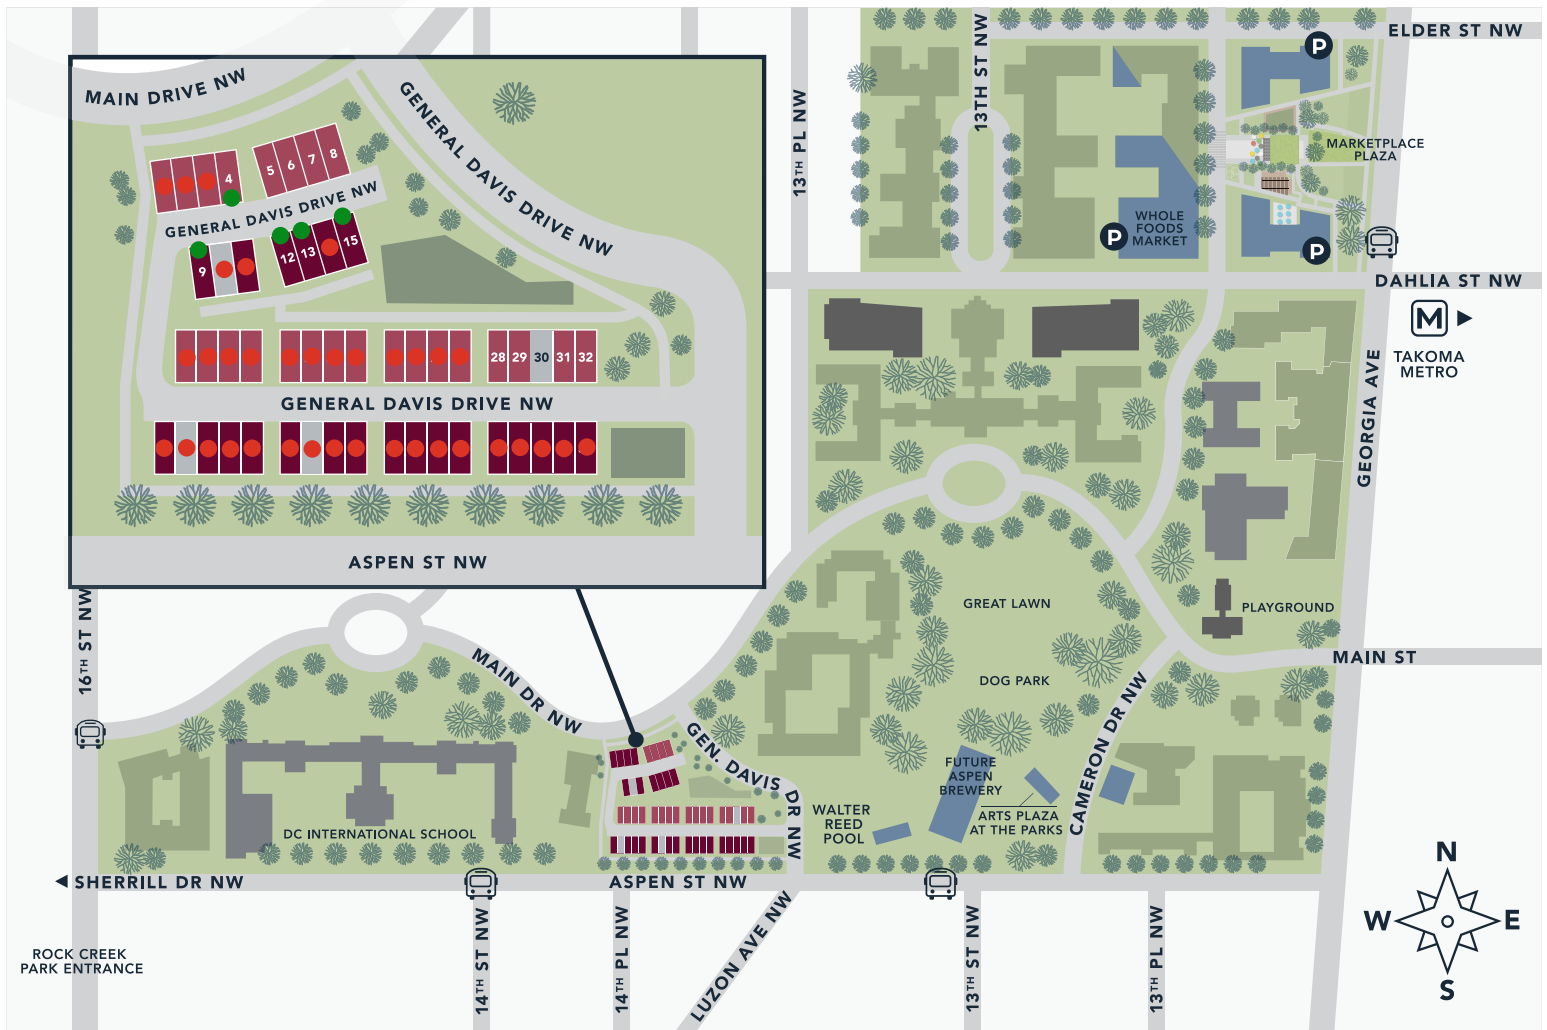 ELDER ST NW
13TH ST NW
P
MAIN DRIVE NW
GENERAL DAVIS DRIVE NW
13TH PL NW
MARKETPLACE
PLAZA
4
5
6
7
8
GENERAL DAVIS DRIVE NW
9
12
13
15
WHOLE
FOODS
MARKET
P
P
DAHLIA ST NW
M
TAKOMA
METRO
28
29
30
31
32
GENERAL DAVIS DRIVE NW
GEORGIA AVE
ASPEN ST NW
16TH ST NW
GREAT LAWN
PLAYGROUND
MAIN ST
MAIN DR NW
DOG PARK
GEN. DAVIS DR NW
CAMERON DR NW
FUTURE
ASPEN
BREWERY
WALTER
REED
POOL
ARTS PLAZA
AT THE PARKS
DC INTERNATIONAL SCHOOL
SHERRILL DR NW
ASPEN ST NW
14TH ST NW
14TH PL NW
LUZON AVE NW
13TH ST NW
13TH PL NW
ROCK CREEK
PARK ENTRANCE
N
W
E
S